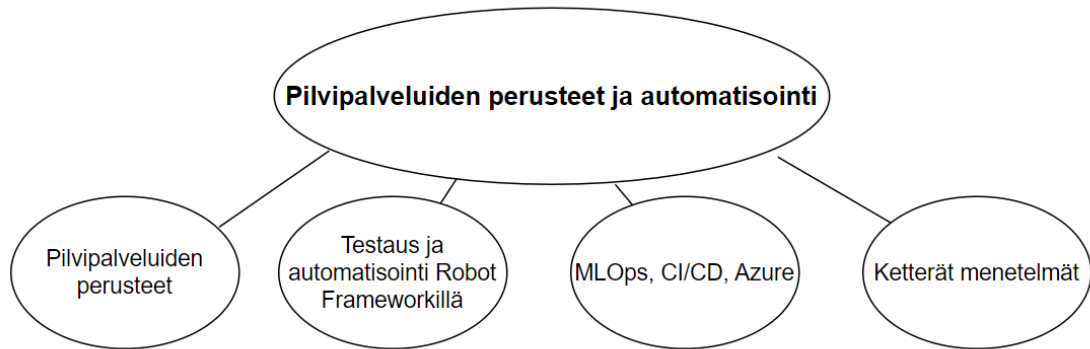 Pilvipalveluiden perusteet ja automatisointi
Pilvipalveluiden
perusteet
Testaus ja
automatisointi Robot
Frameworkillä
MLOps, CI/CD, Azure
Ketterät menetelmät